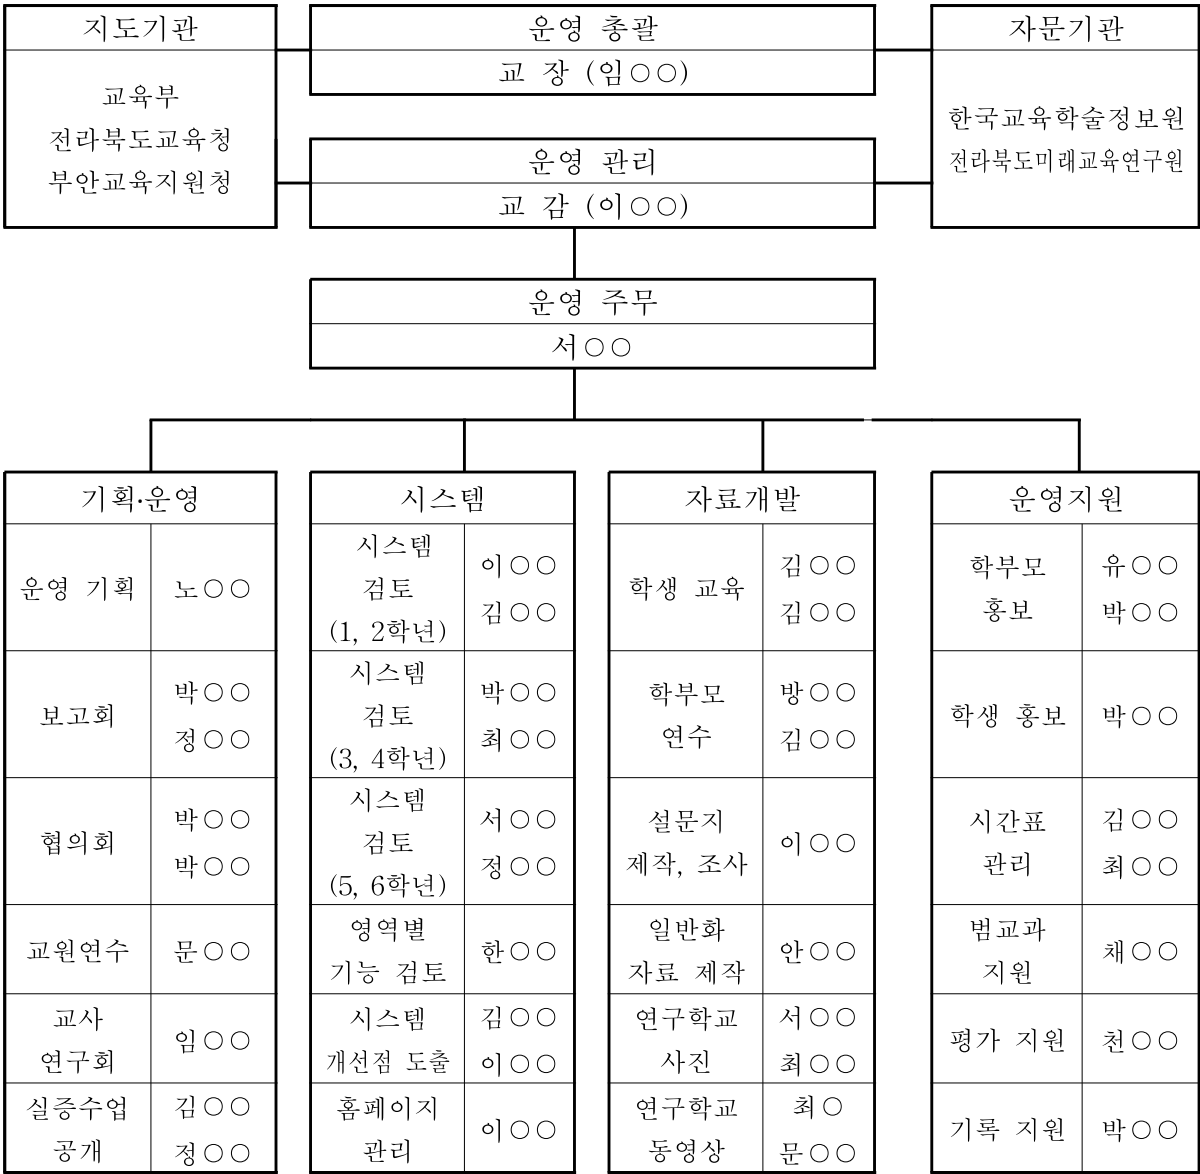 지도기관
교육부
전라북도교육청
부안교육지원청
운영 총괄
교 장 (임○○)
운영 관리
교 감 (이○○)
자문기관
한국교육학술정보원
전라북도미래교육연구원
운영 주무
서○○
기획·운영
운영 기획
노○○
보고회
박○○
정○○
협의회
박○○
박○○
교원연수
문○○
교사
연구회
임○○
실증수업
공개
김○○
정○○
시스템
시스템
검토
(1, 2학년)
이○○
김○○
시스템
검토
(3, 4학년)
박○○
최○○
시스템
검토
(5, 6학년)
서○○
정○○
영역별
기능 검토
한○○
시스템
개선점 도출
김○○
이○○
홈페이지
관리
이○○
자료개발
학생 교육
김○○
김○○
학부모
연수
방○○
김○○
설문지
제작, 조사
이○○
일반화
자료 제작
안○○
연구학교
사진
서○○
최○○
연구학교
동영상
최○
문○○
운영지원
학부모
홍보
유○○
박○○
학생 홍보
박○○
시간표
관리
김○○
최○○
범교과
지원
채○○
평가 지원
천○○
기록 지원
박○○